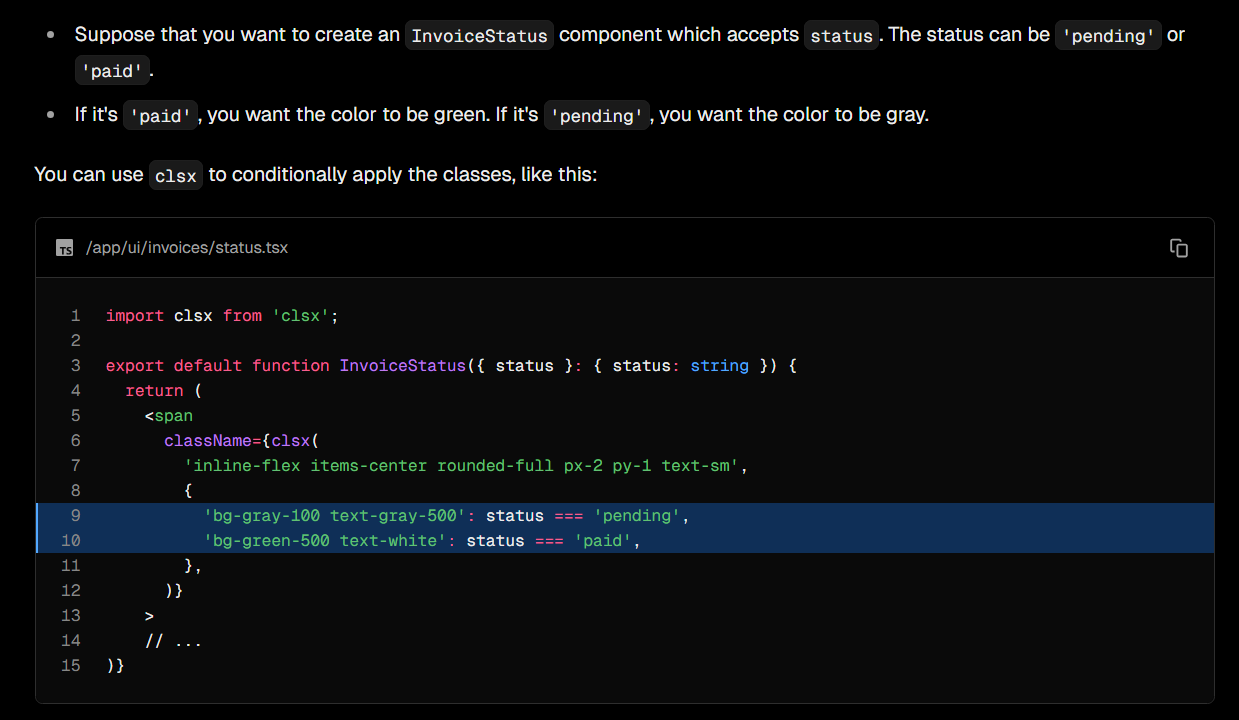 Suppose that you want to create an InvoiceStatus component which accepts status. The status can be 'pending' or
'paid'.
If it's 'paid', you want the color to be green. If it's 'pending', you want the color to be gray.
You can use clsx to conditionally apply the classes, like this:
TS /app/ui/invoices/status.tsx
1 import clsx from 'clsx';
2
3 export default function InvoiceStatus({ status }: { status: string }) {
4   return (
5     <span
6       className={clsx(
7         'inline-flex items-center rounded-full px-2 py-1 text-sm',
8         {
9           'bg-gray-100 text-gray-500': status === 'pending',
10           'bg-green-500 text-white': status === 'paid',
11         },
12       )}
13     >
14     // ...
15 )}